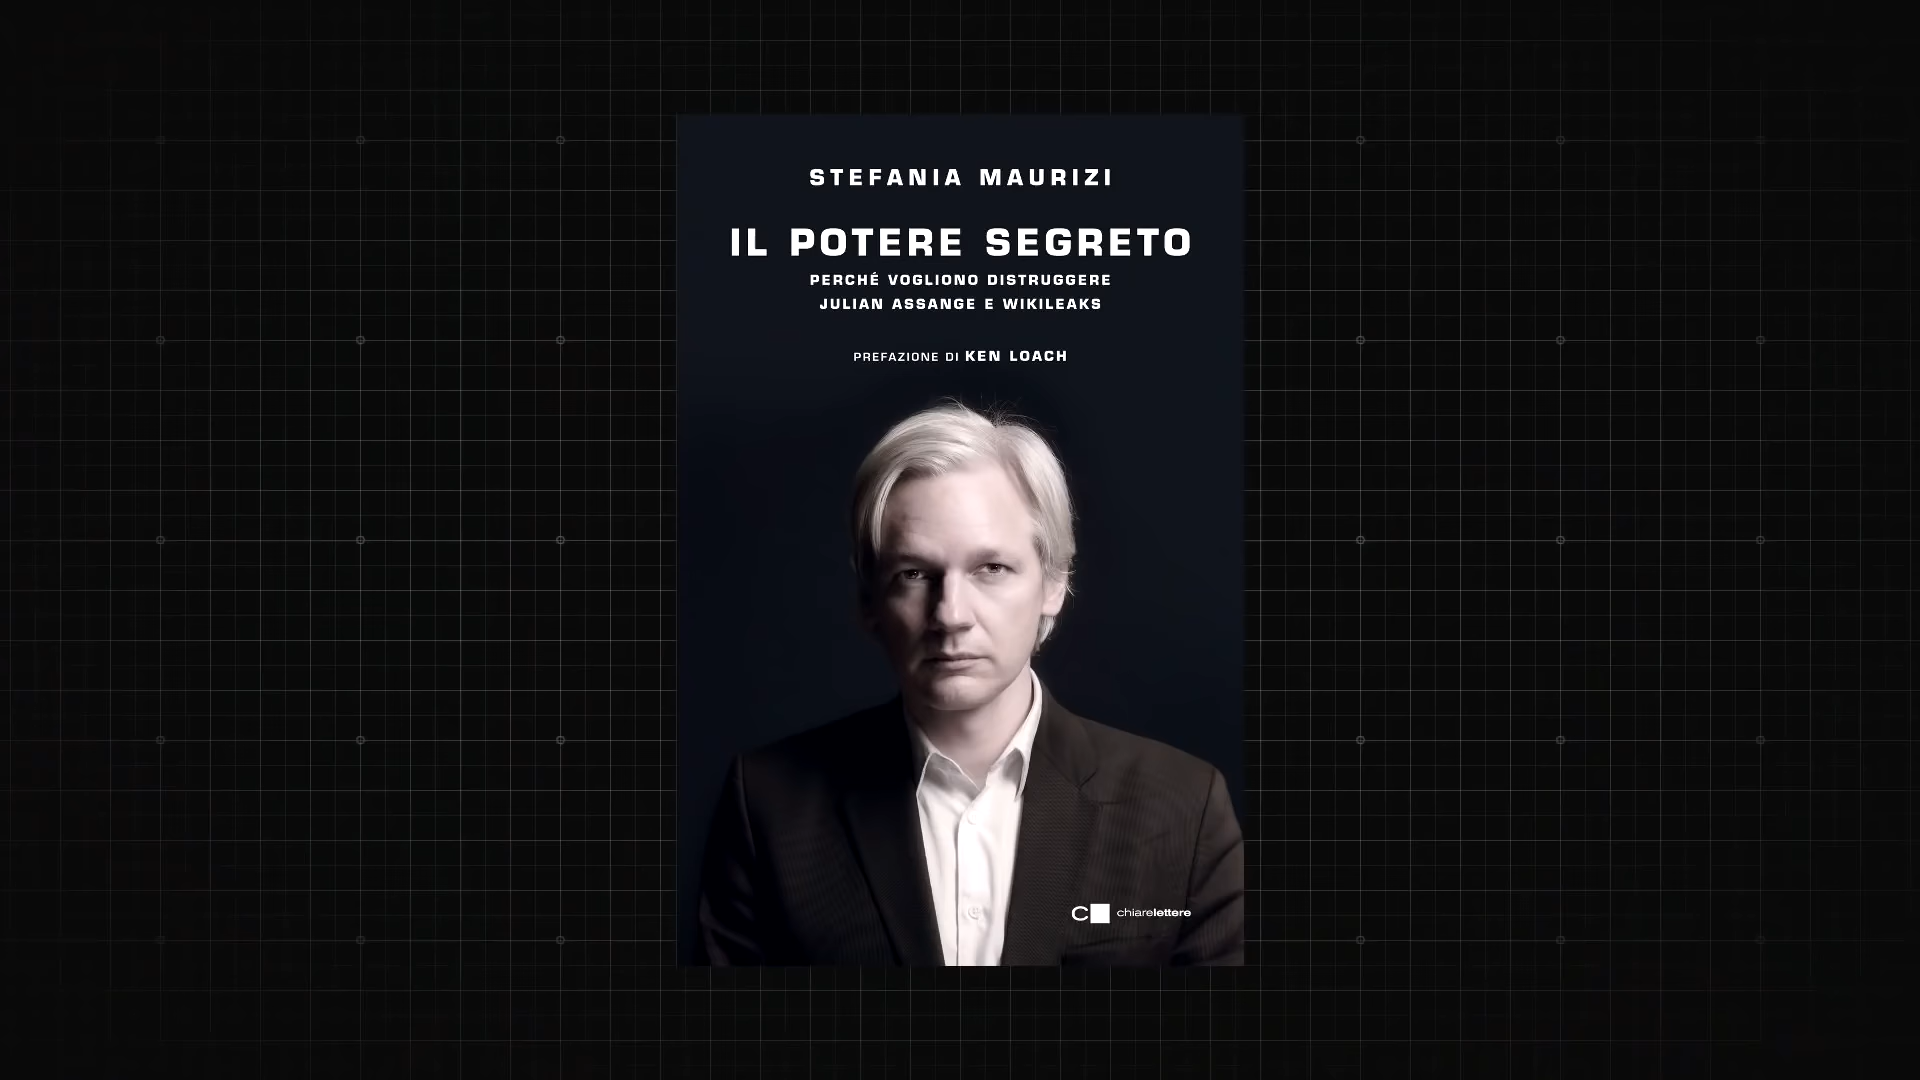 STEFANIA MAURIZI
IL POTERE SEGRETO
PERCHÉ VOGLIONO DISTRUGGERE
JULIAN ASSANGE E WIKILEAKS
PREFAZIONE DI KEN LOACH
C chiarelettere